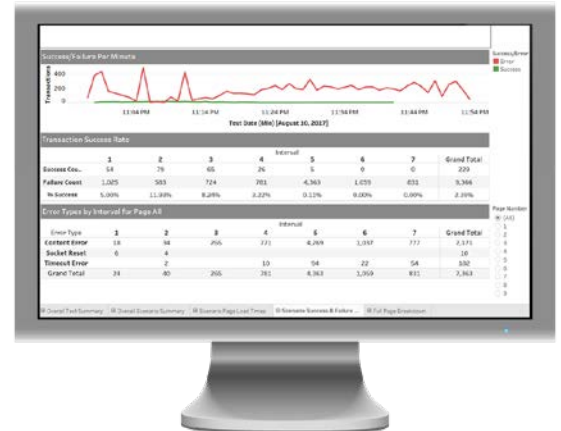 Success/Failure Per Minute
Success/Error
Error
Success
Transactions
400
200
0
11:04 PM 11:14 PM 11:24 PM 11:34 PM 11:44 PM 11:54 PM
Test Date (Min) [August 10, 2017]
Transaction Success Rate
Interval
1 2 3 4 5 6 7 Grand Total
Success Cou.. 54 79 65 26 5 0 0 229
Failure Count 1,025 583 724 781 4,363 1,059 831 9,366
% Success 5.00% 11.93% 8.24% 3.22% 0.11% 0.00% 0.00% 2.39%
Error Types by Interval for Page All
Page Number
Interval
(All)
Error Type 1 2 3 4 5 6 7 Grand Total
1
Content Error 18 34 265 771 4,269 1,037 777 7,171
2
3
Socket Reset 6 4 10
4
Timeout Error 2 10 54 22 54
5
Grand Total 24 40 265 781 4,363 1,059 831 7,363
6
7
8
9
Overall Test Summary Overall Scenario Summary Scenario Page Load Times Scenario Success & Failure ... Full Page Breakdown